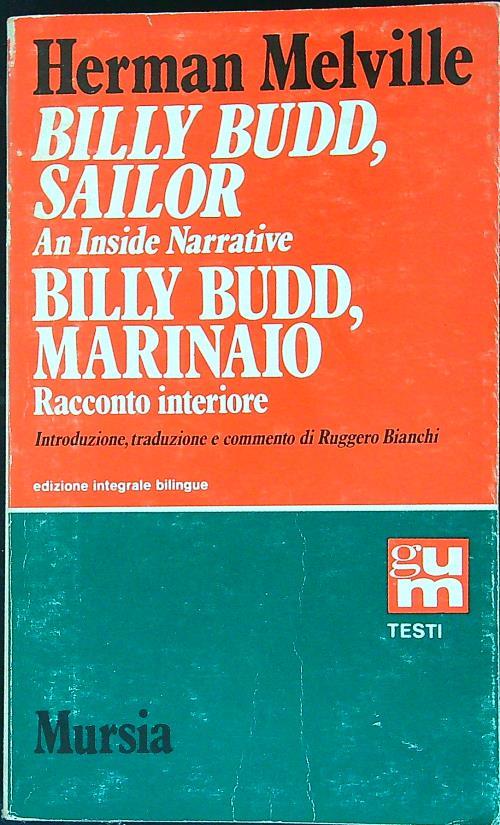 Herman Melville
BILLY BUDD,
SAILOR
An Inside Narrative
BILLY BUDD,
MARINAIO
Racconto interiore
Introduzione, traduzione e commento di Ruggero Bianchi
edizione integrale bilingue
gu
m
TESTI
Mursia